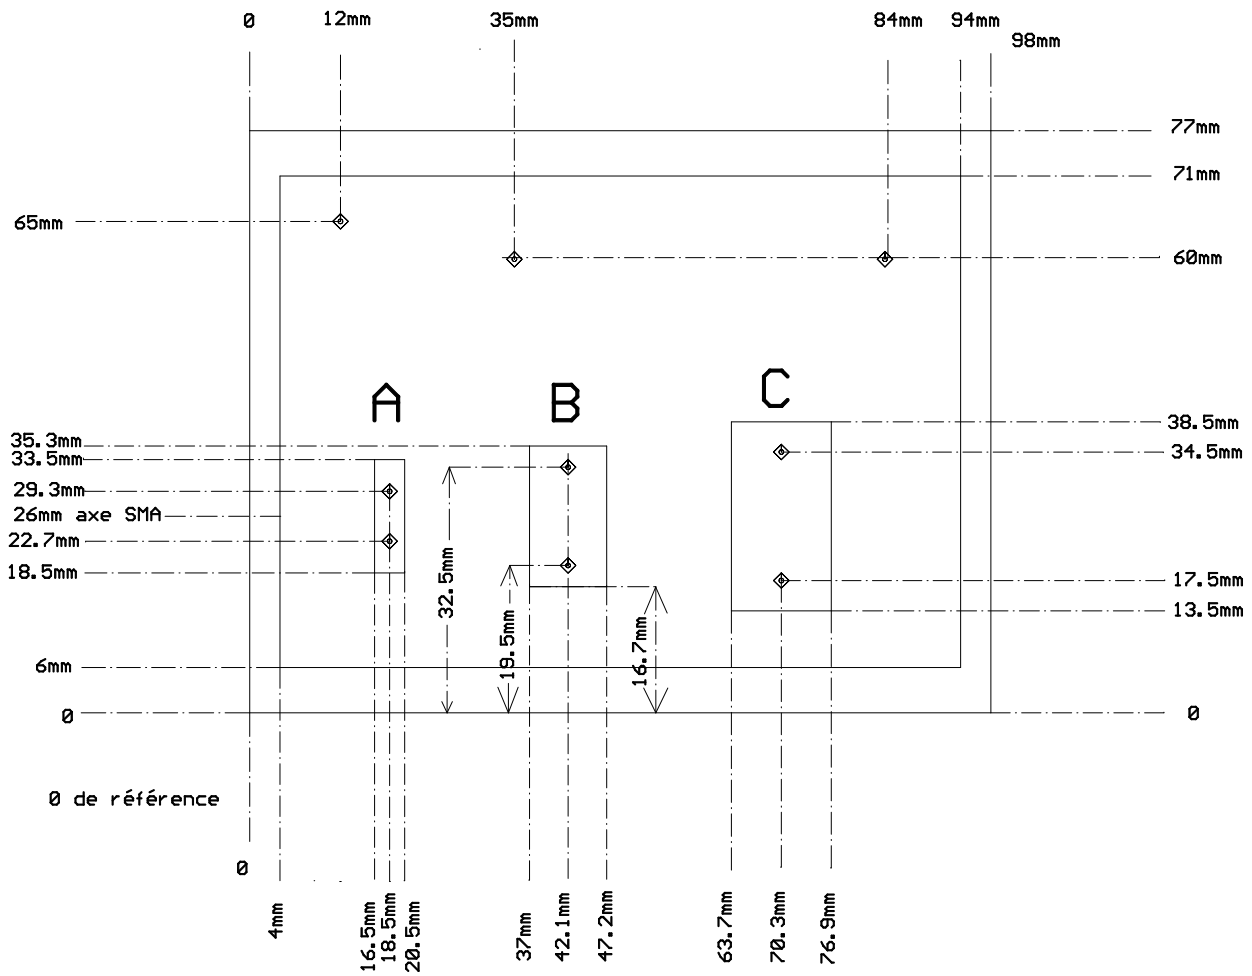 0 12mm 35mm 84mm 94mm
98mm
77mm
71mm
65mm
60mm
A B C
35.3mm
38.5mm
33.5mm
34.5mm
29.3mm
26mm axe SMA
22.7mm
32.5mm
18.5mm
17.5mm
19.5mm
13.5mm
16.7mm
6mm
0
0
0 de référence
0
4mm
16.5mm
18.5mm
20.5mm
37mm
42.1mm
47.2mm
63.7mm
70.3mm
76.9mm